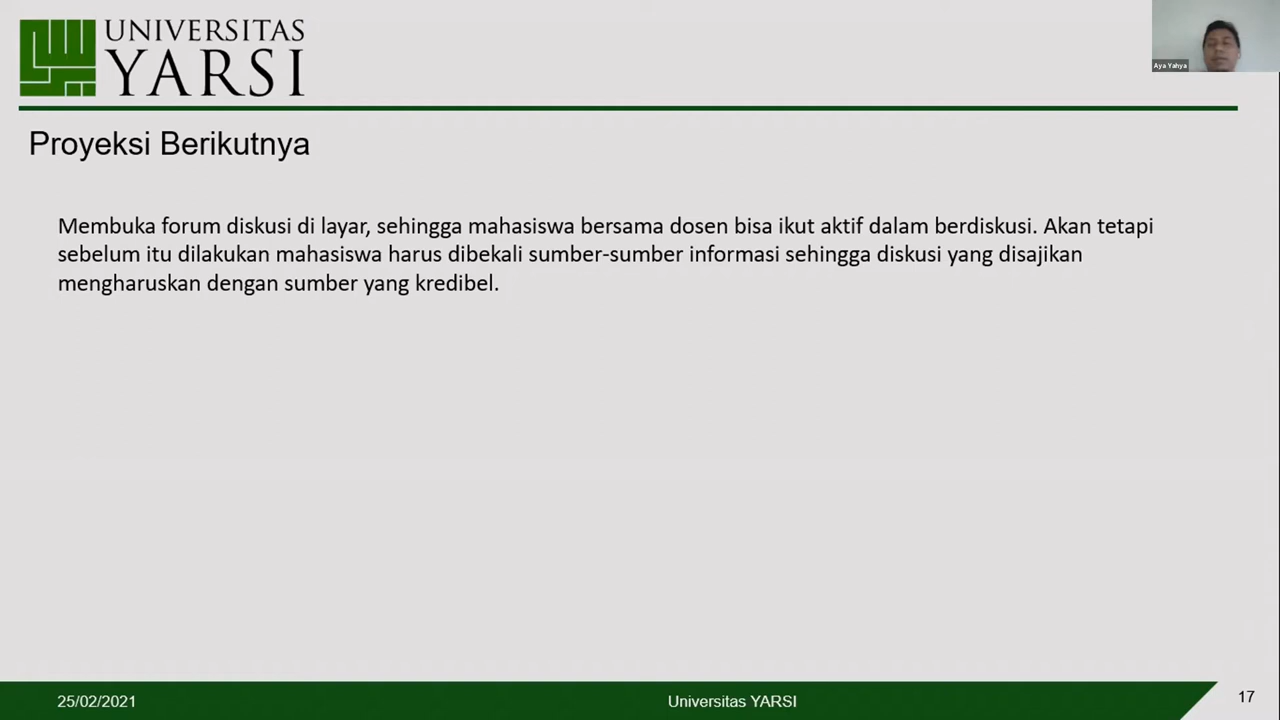 UNIVERSITAS
YARSI
Aya Yahya
Proyeksi Berikutnya
Membuka forum diskusi di layar, sehingga mahasiswa bersama dosen bisa ikut aktif dalam berdiskusi. Akan tetapi
sebelum itu dilakukan mahasiswa harus dibekali sumber-sumber informasi sehingga diskusi yang disajikan
mengharuskan dengan sumber yang kredibel.
25/02/2021
Universitas YARSI
17